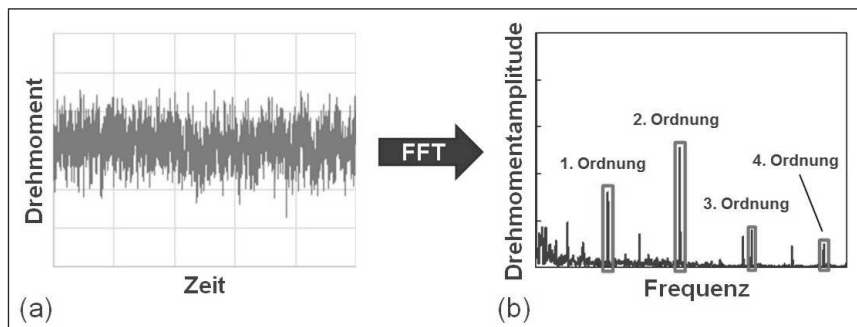 Drehmoment
Zeit
(a)
FFT
Drehmomentamplitude
1. Ordnung
2. Ordnung
3. Ordnung
4. Ordnung
Frequenz
(b)